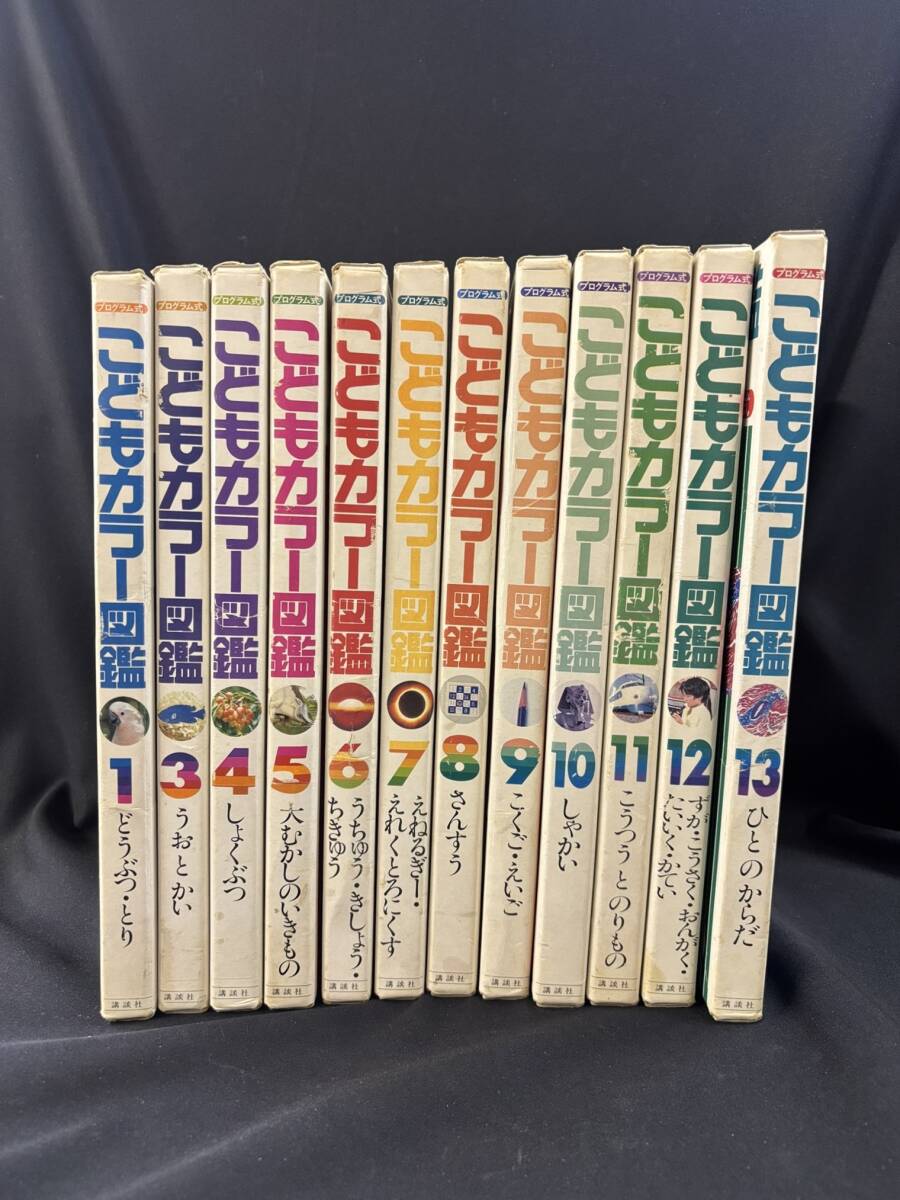 プログラム式
こどもカラー図鑑
1
どうぶつ・とり
講談社
プログラム式
こどもカラー図鑑
3
うおとかい
講談社
プログラム式
こどもカラー図鑑
4
しょくぶつ
講談社
プログラム式
こどもカラー図鑑
5
大むかしのいきもの
講談社
プログラム式
こどもカラー図鑑
6
うちゅう・きしょう・
ちきゅう
講談社
プログラム式
こどもカラー図鑑
7
えねるぎー・
えれくとろにくす
講談社
プログラム式
こどもカラー図鑑
8
さんすう
講談社
プログラム式
こどもカラー図鑑
9
こくご・えいご
講談社
プログラム式
こどもカラー図鑑
10
しゃかい
講談社
プログラム式
こどもカラー図鑑
11
こうつうとのりもの
講談社
プログラム式
こどもカラー図鑑
12
ずが・こうさく・おんがく・
たいいく・かてい
講談社
プログラム式
こどもカラー図鑑
13
ひとのからだ
講談社